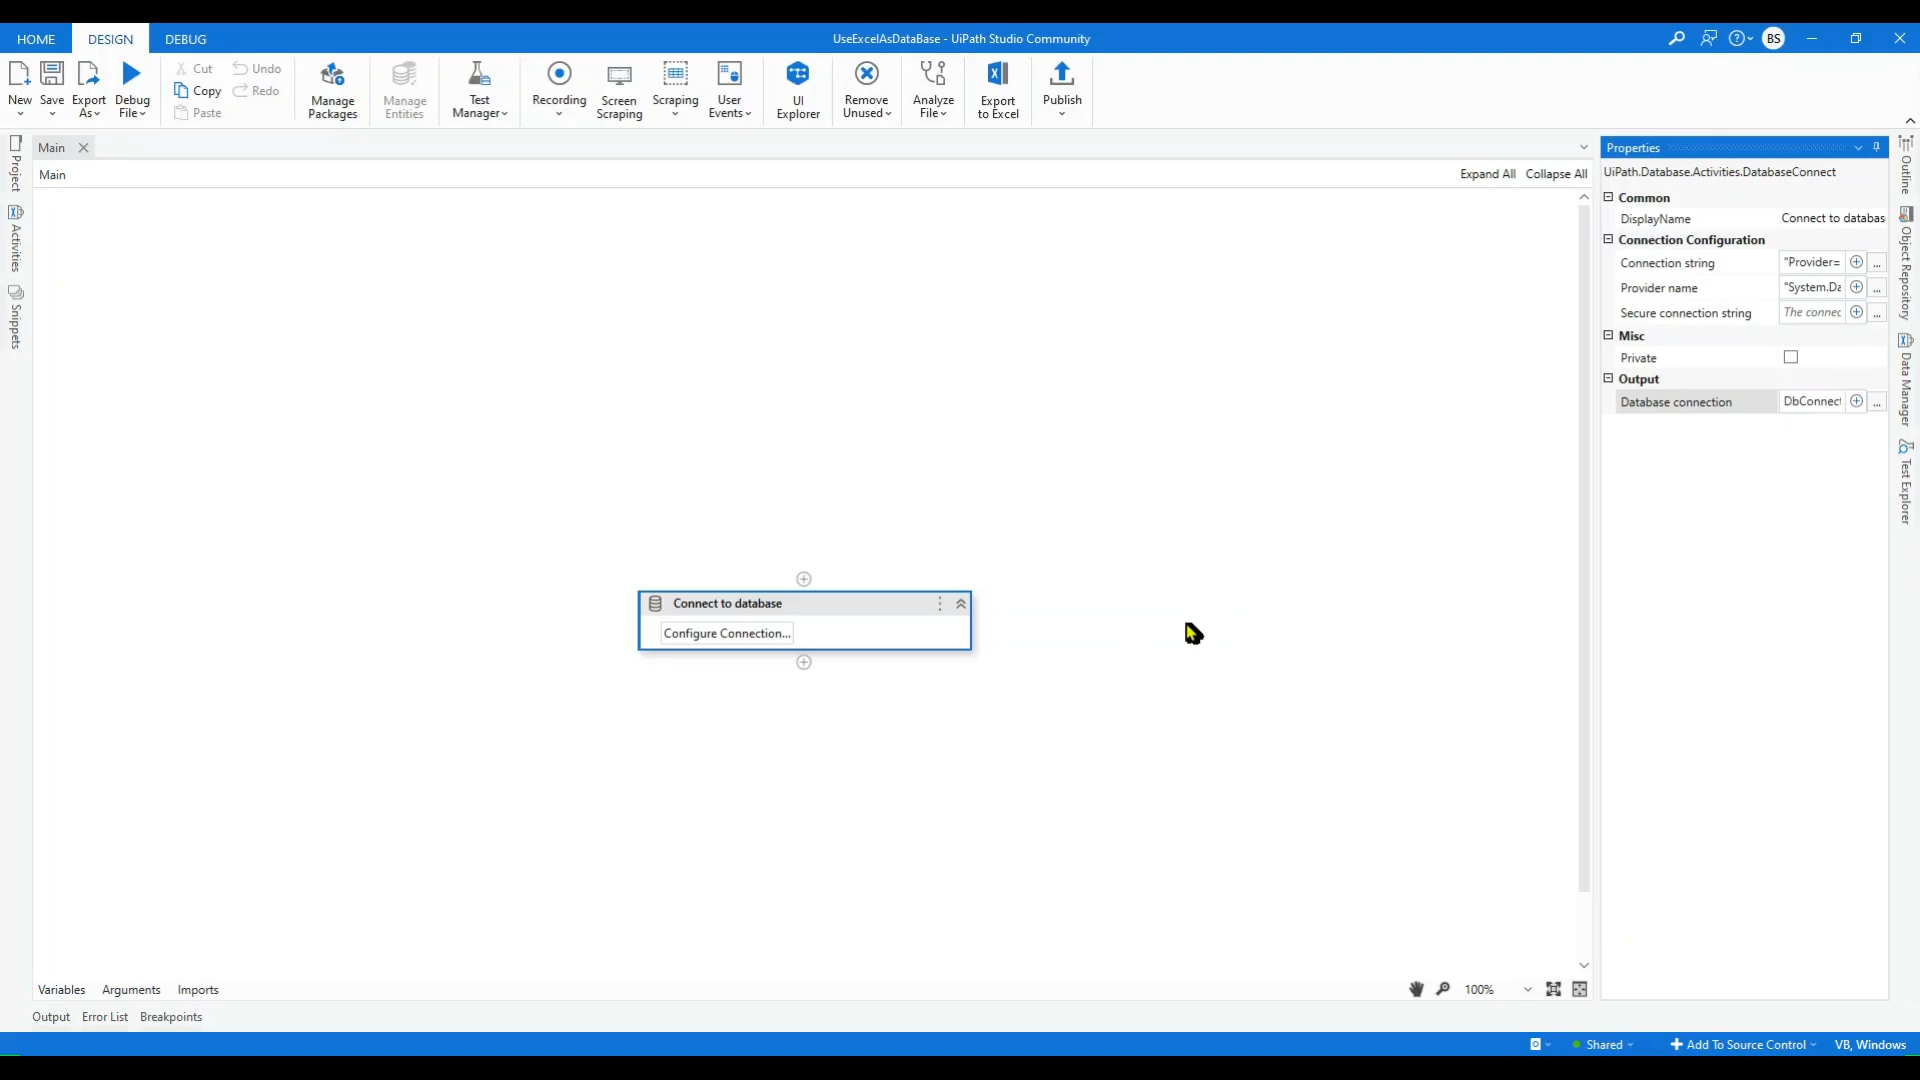 HOME DESIGN DEBUG UseExcelAsDataBase - UiPath Studio Community BS
New Save Export As Debug File Cut Copy Paste Undo Redo Manage Packages Manage Entities Test Manager Recording Screen Scraping Scraping User Events UI Explorer Remove Unused Analyze File Export to Excel Publish
Main
Main Expand All Collapse All
Project
Activities
Snippets
Connect to database
Configure Connection...
Properties
UiPath.Database.Activities.DatabaseConnect
Common
DisplayName Connect to databas
Connection Configuration
Connection string "Provider= ...
Provider name "System.Da ...
Secure connection string The connec ...
Misc
Private
Output
Database connection DbConnect ...
Outline
Object Repository
Data Manager
Test Explorer
Variables Arguments Imports 100%
Output Error List Breakpoints
Shared Add To Source Control VB, Windows